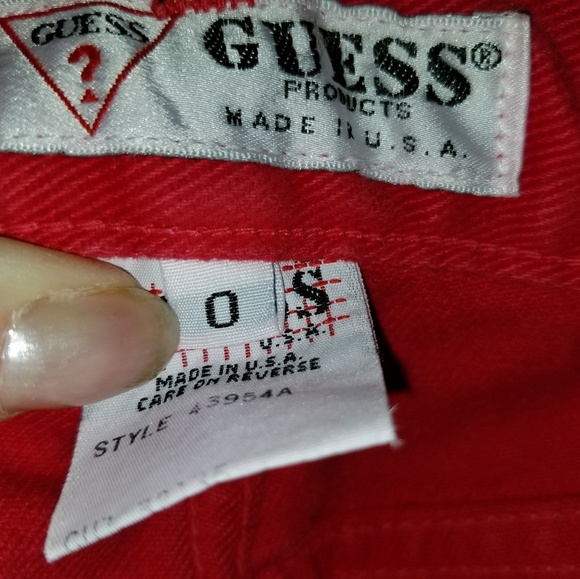 GUESS
?
GUESS®
PRODUCTS
MADE IN U.S.A.
0
S
U.S.A.
MADE IN U.S.A.
CARE ON REVERSE
STYLE 43954A